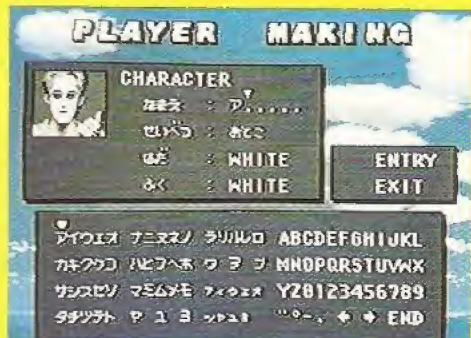 PLAYER MAKING
CHARACTER
なまえ : ア.....
せいべつ : おとこ
はだ : WHITE
ふく : WHITE
ENTRY
EXIT
アイウエオ ナニヌネノ ラリルレロ ABCDEFGHIJKL
カキクケコ ハヒフヘホ ワヲン MNOPQRSTUVWX
サシスセソ マミムメモ ァィゥェォ YZ0123456789
タチツテト ヤユヨ ッャュョ ゛゜ー. ← → END